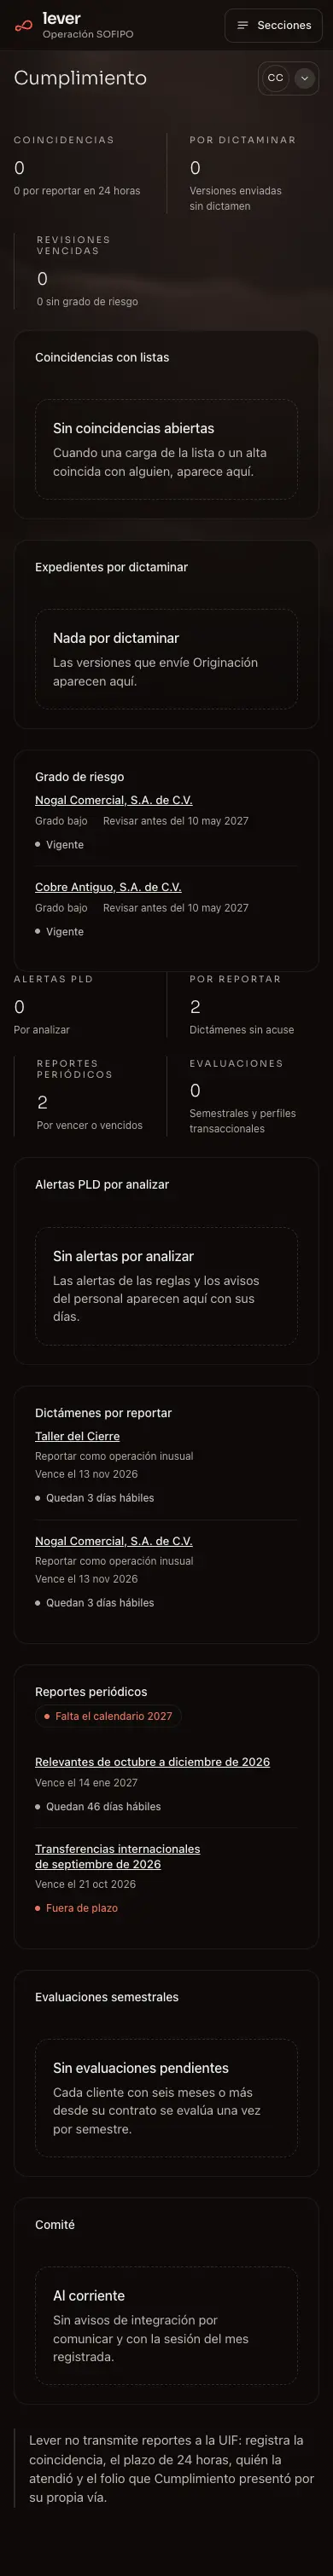 lever
Operación SOFIPO
Secciones
Cumplimiento
CC
COINCIDENCIAS
0
0 por reportar en 24 horas
POR DICTAMINAR
0
Versiones enviadas
sin dictamen
REVISIONES
VENCIDAS
0
0 sin grado de riesgo
Coincidencias con listas
Sin coincidencias abiertas
Cuando una carga de la lista o un alta
coincida con alguien, aparece aquí.
Expedientes por dictaminar
Nada por dictaminar
Las versiones que envíe Originación
aparecen aquí.
Grado de riesgo
Nogal Comercial, S.A. de C.V.
Grado bajo Revisar antes del 10 may 2027
Vigente
Cobre Antiguo, S.A. de C.V.
Grado bajo Revisar antes del 10 may 2027
Vigente
ALERTAS PLD
0
Por analizar
POR REPORTAR
2
Dictámenes sin acuse
REPORTES
PERIÓDICOS
2
Por vencer o vencidos
EVALUACIONES
0
Semestrales y perfiles
transaccionales
Alertas PLD por analizar
Sin alertas por analizar
Las alertas de las reglas y los avisos
del personal aparecen aquí con sus
días.
Dictámenes por reportar
Taller del Cierre
Reportar como operación inusual
Vence el 13 nov 2026
Quedan 3 días hábiles
Nogal Comercial, S.A. de C.V.
Reportar como operación inusual
Vence el 13 nov 2026
Quedan 3 días hábiles
Reportes periódicos
Falta el calendario 2027
Relevantes de octubre a diciembre de 2026
Vence el 14 ene 2027
Quedan 46 días hábiles
Transferencias internacionales
de septiembre de 2026
Vence el 21 oct 2026
Fuera de plazo
Evaluaciones semestrales
Sin evaluaciones pendientes
Cada cliente con seis meses o más
desde su contrato se evalúa una vez
por semestre.
Comité
Al corriente
Sin avisos de integración por
comunicar y con la sesión del mes
registrada.
Lever no transmite reportes a la UIF: registra la
coincidencia, el plazo de 24 horas, quién la
atendió y el folio que Cumplimiento presentó por
su propia vía.